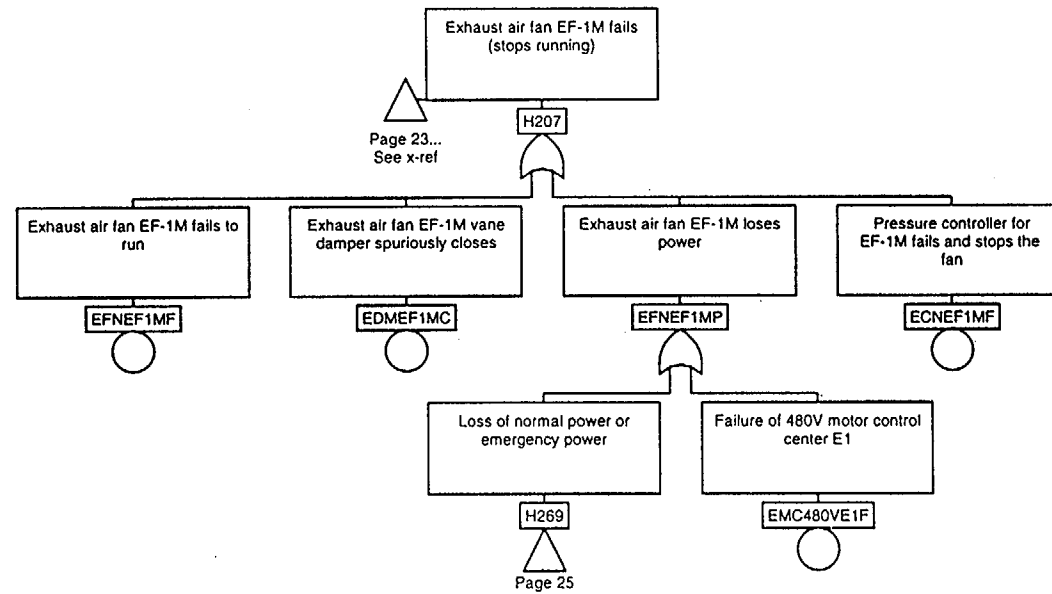 Exhaust air fan EF-1M fails
(stops running)
Page 23...
See x-ref
H207
Exhaust air fan EF-1M fails to
run
Exhaust air fan EF-1M vane
damper spuriously closes
Exhaust air fan EF-1M loses
power
Pressure controller for
EF-1M fails and stops the
fan
EFNEF1MF
EDMEF1MC
EFNEF1MP
ECNEF1MF
Loss of normal power or
emergency power
Failure of 480V motor control
center E1
H269
EMC480VE1F
Page 25